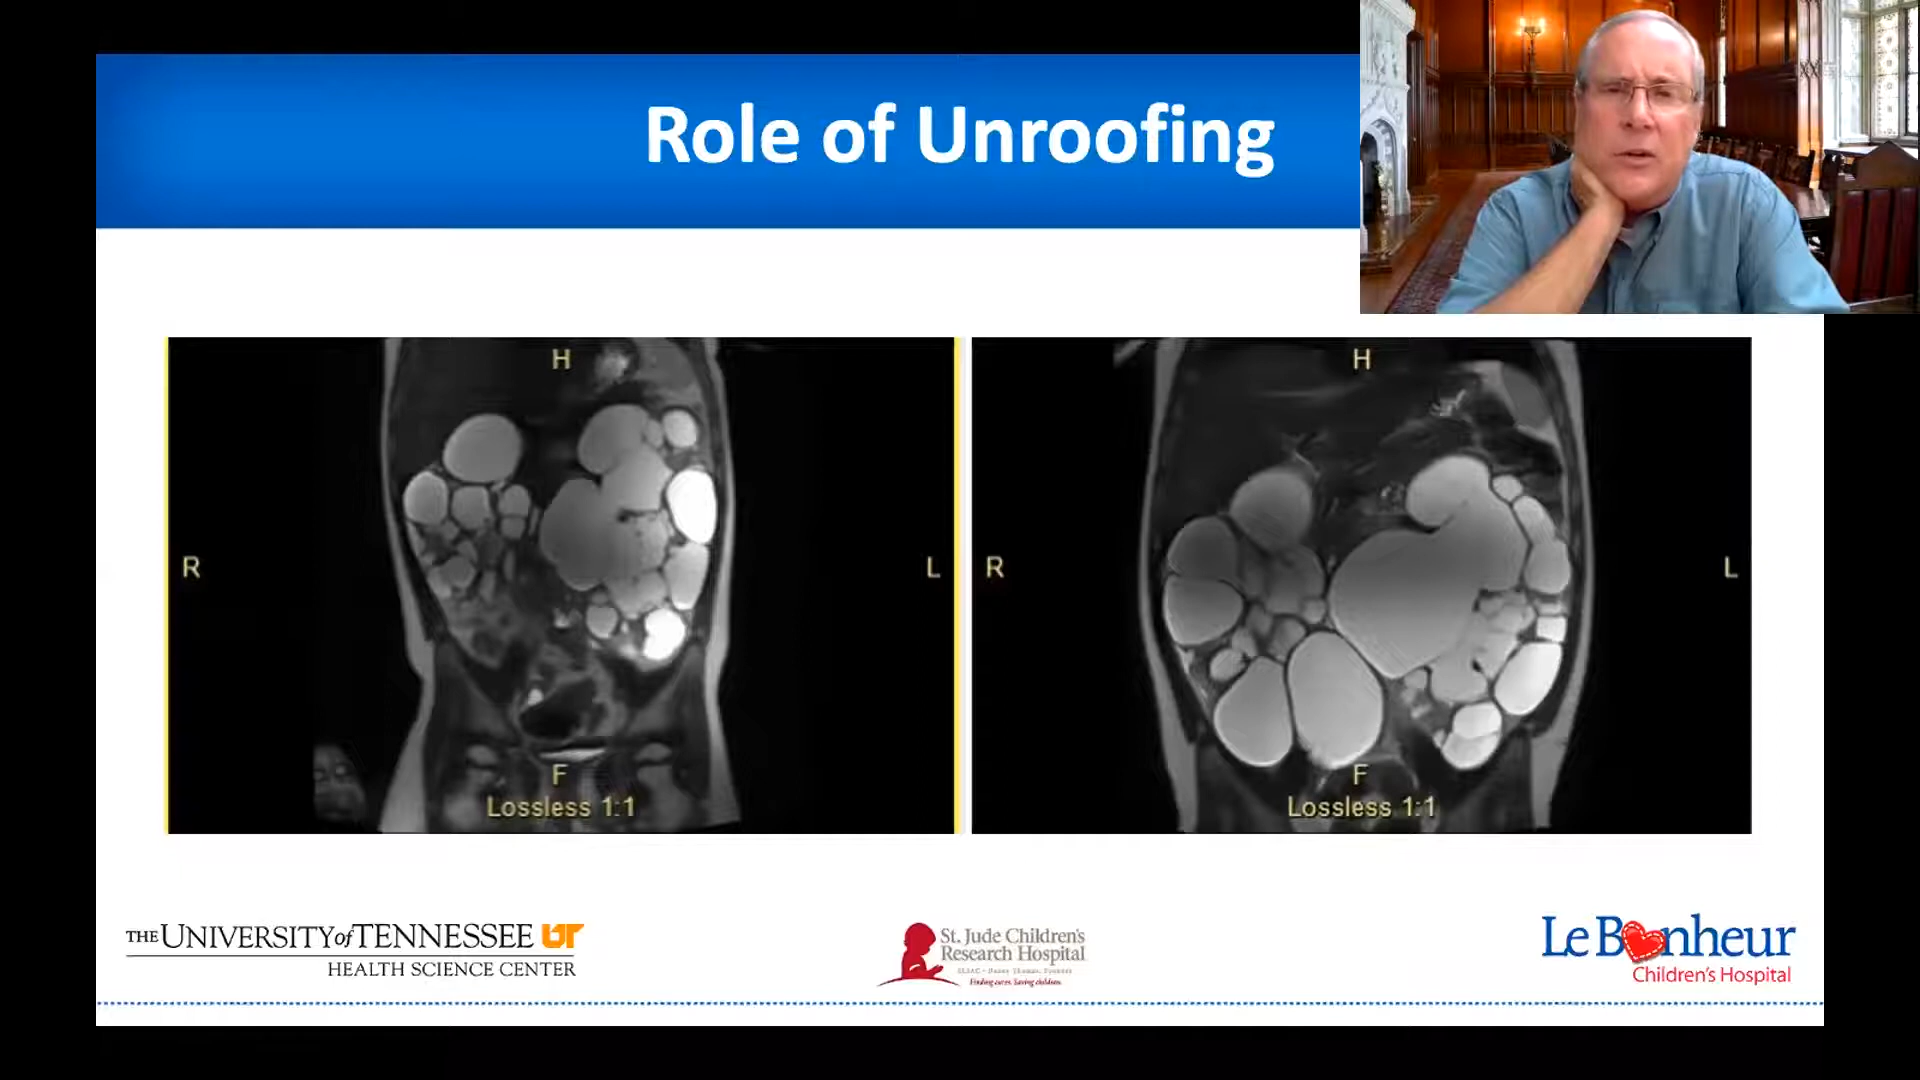 Role of Unroofing
H
R
L
F
Lossless 1:1
H
R
L
F
Lossless 1:1
THE UNIVERSITY of TENNESSEE UT
HEALTH SCIENCE CENTER
St. Jude Children's
Research Hospital
ALSAC • Danny Thomas, Founder
Finding cures. Saving children.
Le Bonheur
Children's Hospital